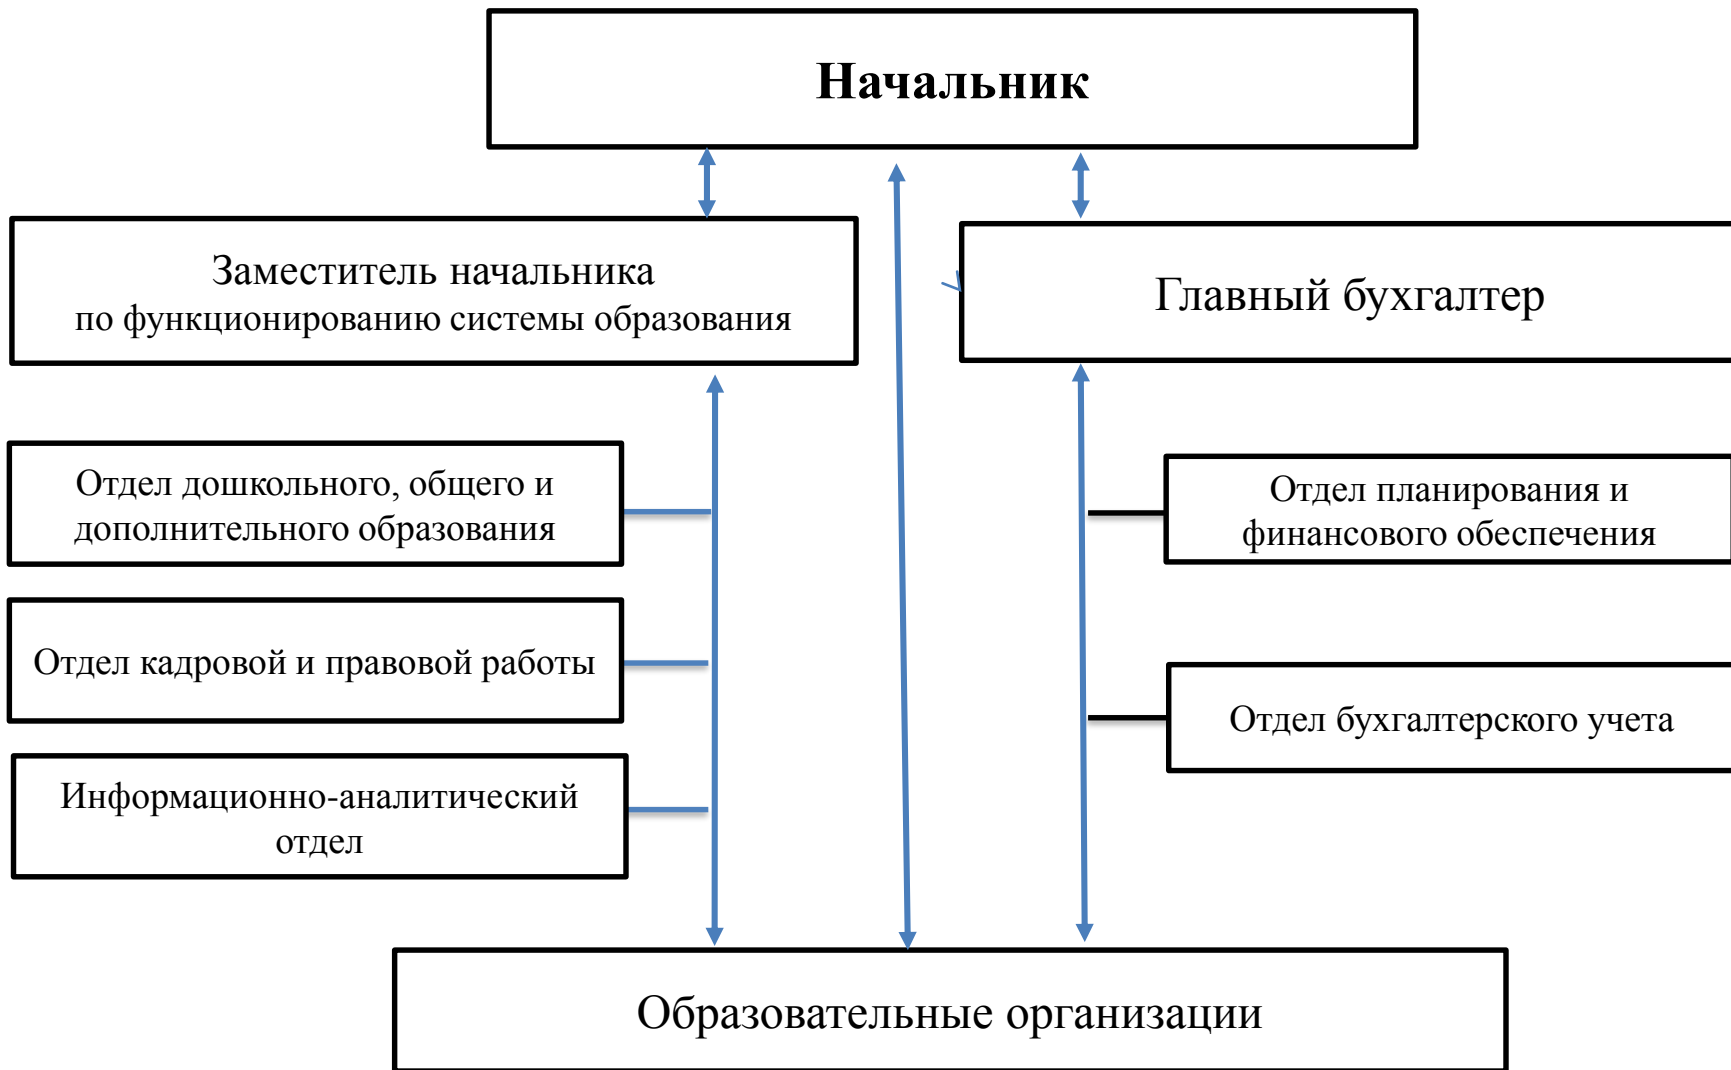 Начальник
Заместитель начальника
по функционированию системы образования
Главный бухгалтер
Отдел дошкольного, общего и
дополнительного образования
Отдел планирования и
финансового обеспечения
Отдел кадровой и правовой работы
Отдел бухгалтерского учета
Информационно-аналитический
отдел
Образовательные организации